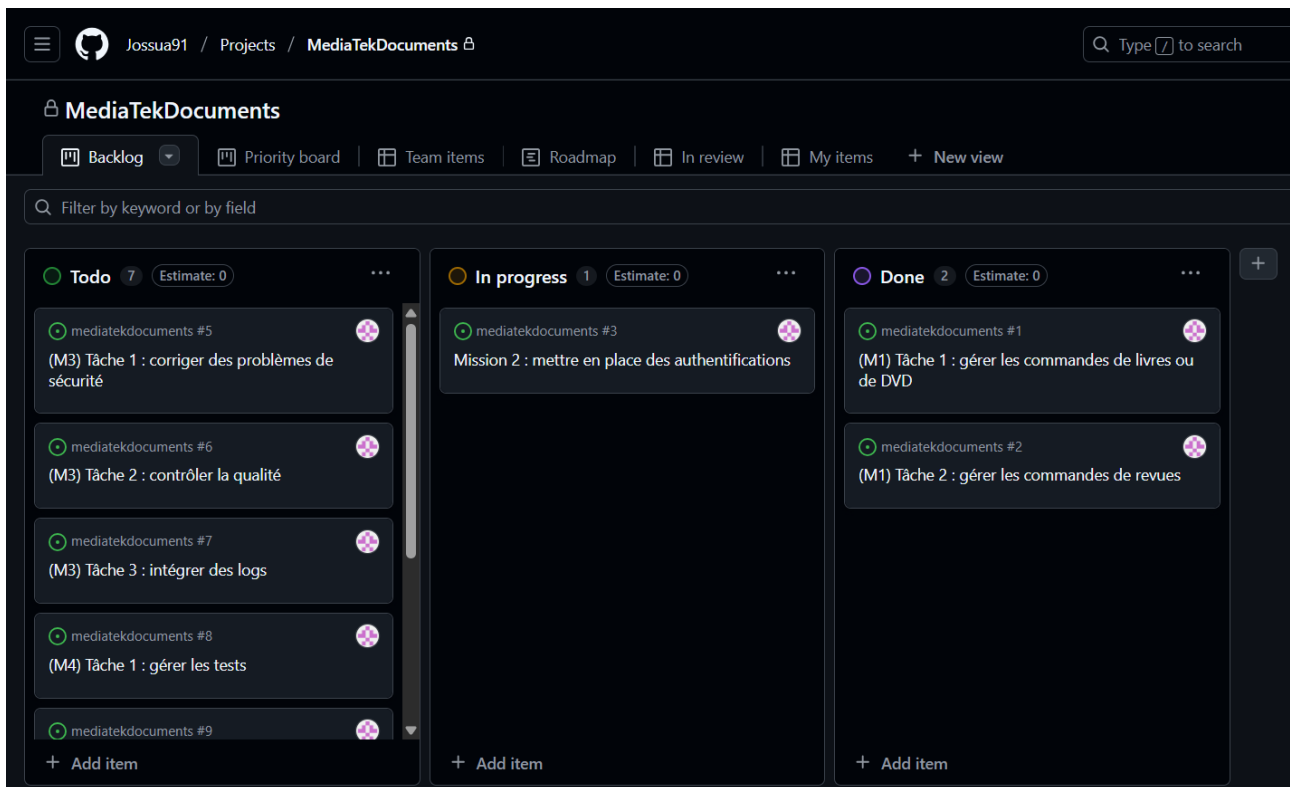 Jossua91 / Projects / MediaTekDocuments
Type / to search
MediaTekDocuments
Backlog
Priority board
Team items
Roadmap
In review
My items
+ New view
Filter by keyword or by field
Todo 7 Estimate: 0 ...
mediatekdocuments #5
(M3) Tâche 1 : corriger des problèmes de
sécurité
mediatekdocuments #6
(M3) Tâche 2 : contrôler la qualité
mediatekdocuments #7
(M3) Tâche 3 : intégrer des logs
mediatekdocuments #8
(M4) Tâche 1 : gérer les tests
mediatekdocuments #9
+ Add item
In progress 1 Estimate: 0 ...
mediatekdocuments #3
Mission 2 : mettre en place des authentifications
+ Add item
Done 2 Estimate: 0 ...
mediatekdocuments #1
(M1) Tâche 1 : gérer les commandes de livres ou
de DVD
mediatekdocuments #2
(M1) Tâche 2 : gérer les commandes de revues
+ Add item
+